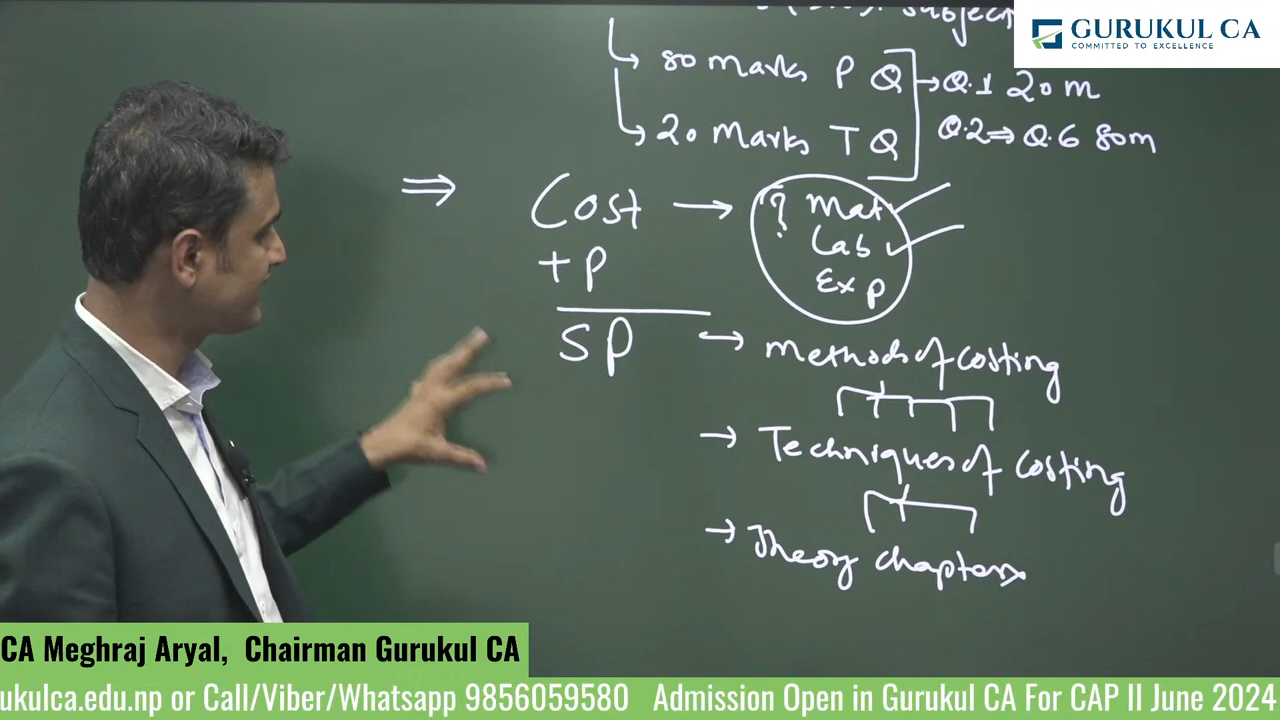 subject
GURUKUL CA
COMMITTED TO EXCELLENCE
80 marks P Q → Q.1 20 m
20 Marks T Q Q.2 ⇒ Q.6 80m
⇒ Cost → ? Mat
Lab
+ P Exp
SP → methods of costing
→ Techniques of Costing
→ Theory chapters
CA Meghraj Aryal, Chairman Gurukul CA
ukulca.edu.np or Call/Viber/Whatsapp 9856059580 Admission Open in Gurukul CA For CAP II June 2024